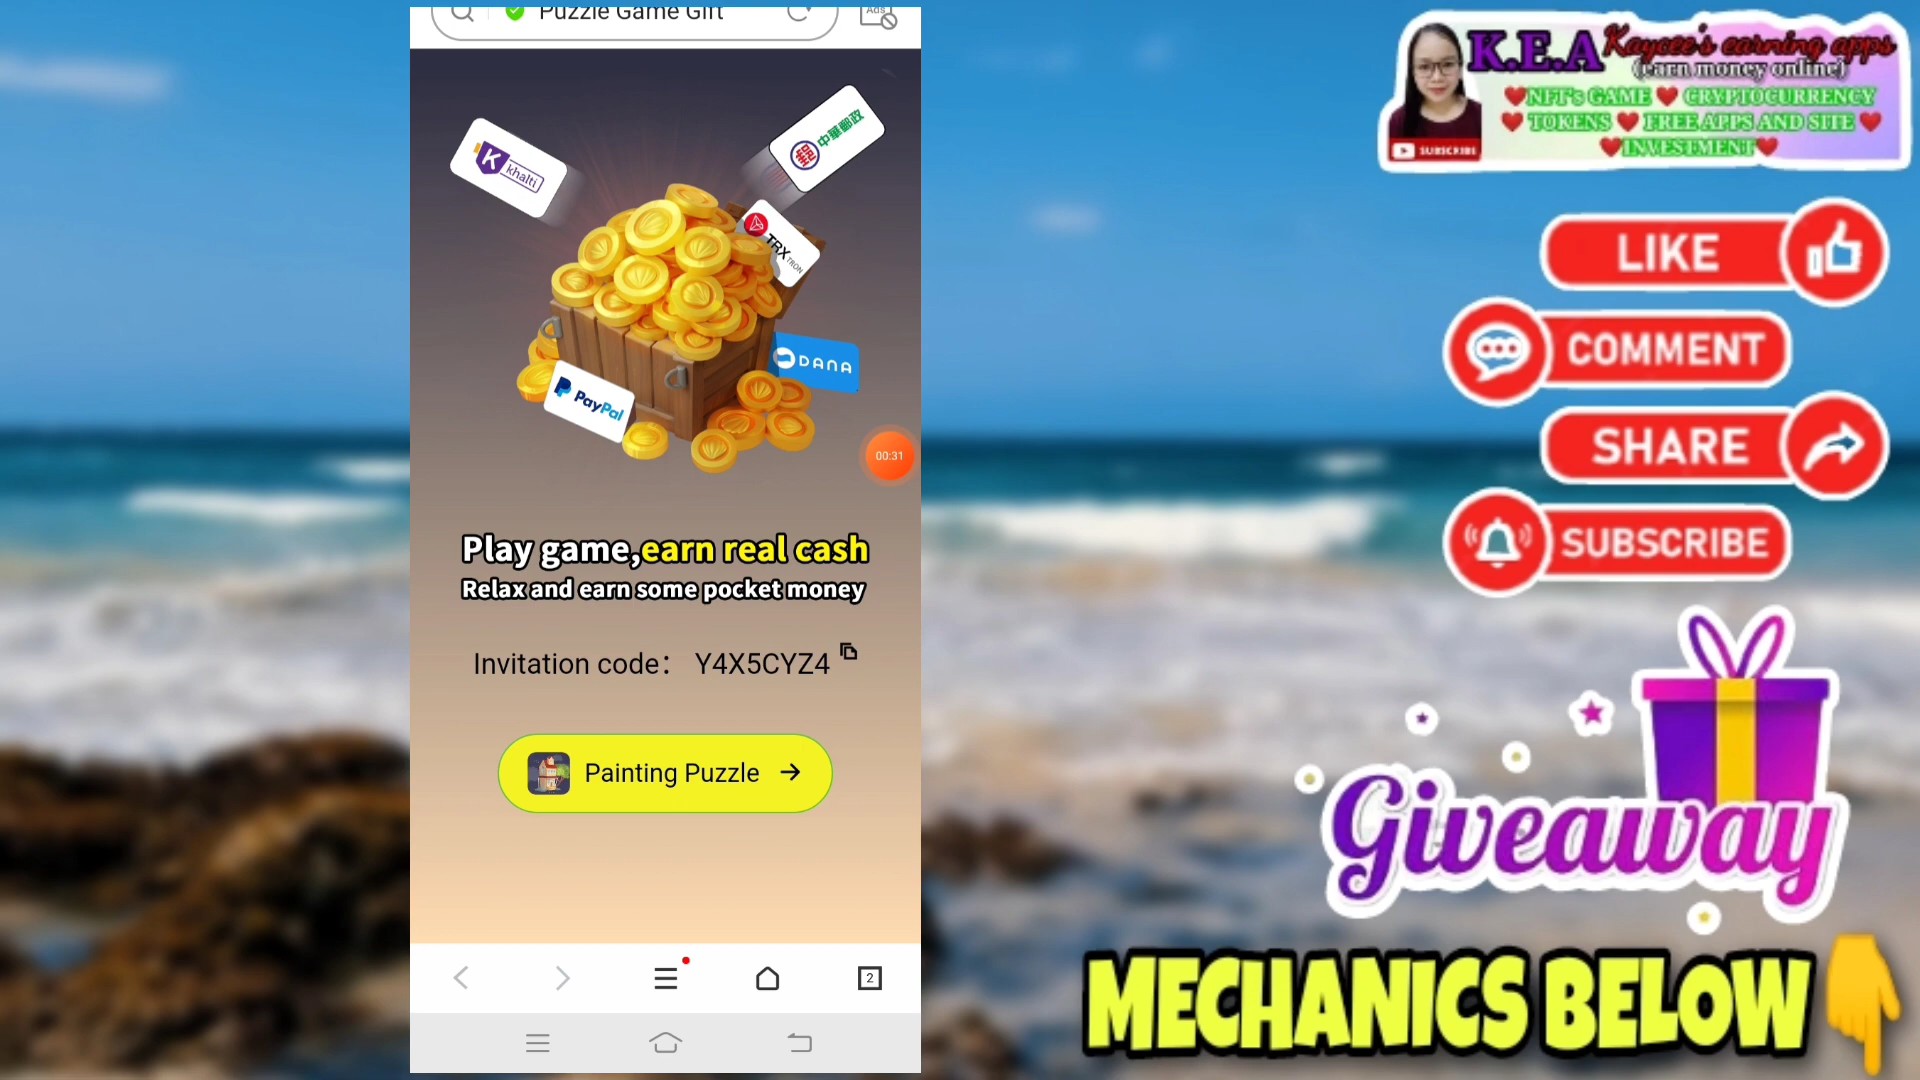 Puzzle Game Gift
Ads
khalti
中華郵政
TRX
TRON
DANA
PayPal
00:31
Play game,earn real cash
Relax and earn some pocket money
Invitation code： Y4X5CYZ4
Painting Puzzle
2
K.E.A Kaycee's earning apps
(earn money online)
NFT's GAME ❤ CRYPTOCURRENCY
TOKENS ❤ FREE APPS AND SITE
INVESTMENT
SUBSCRIBE
LIKE
COMMENT
SHARE
SUBSCRIBE
Giveaway
MECHANICS BELOW